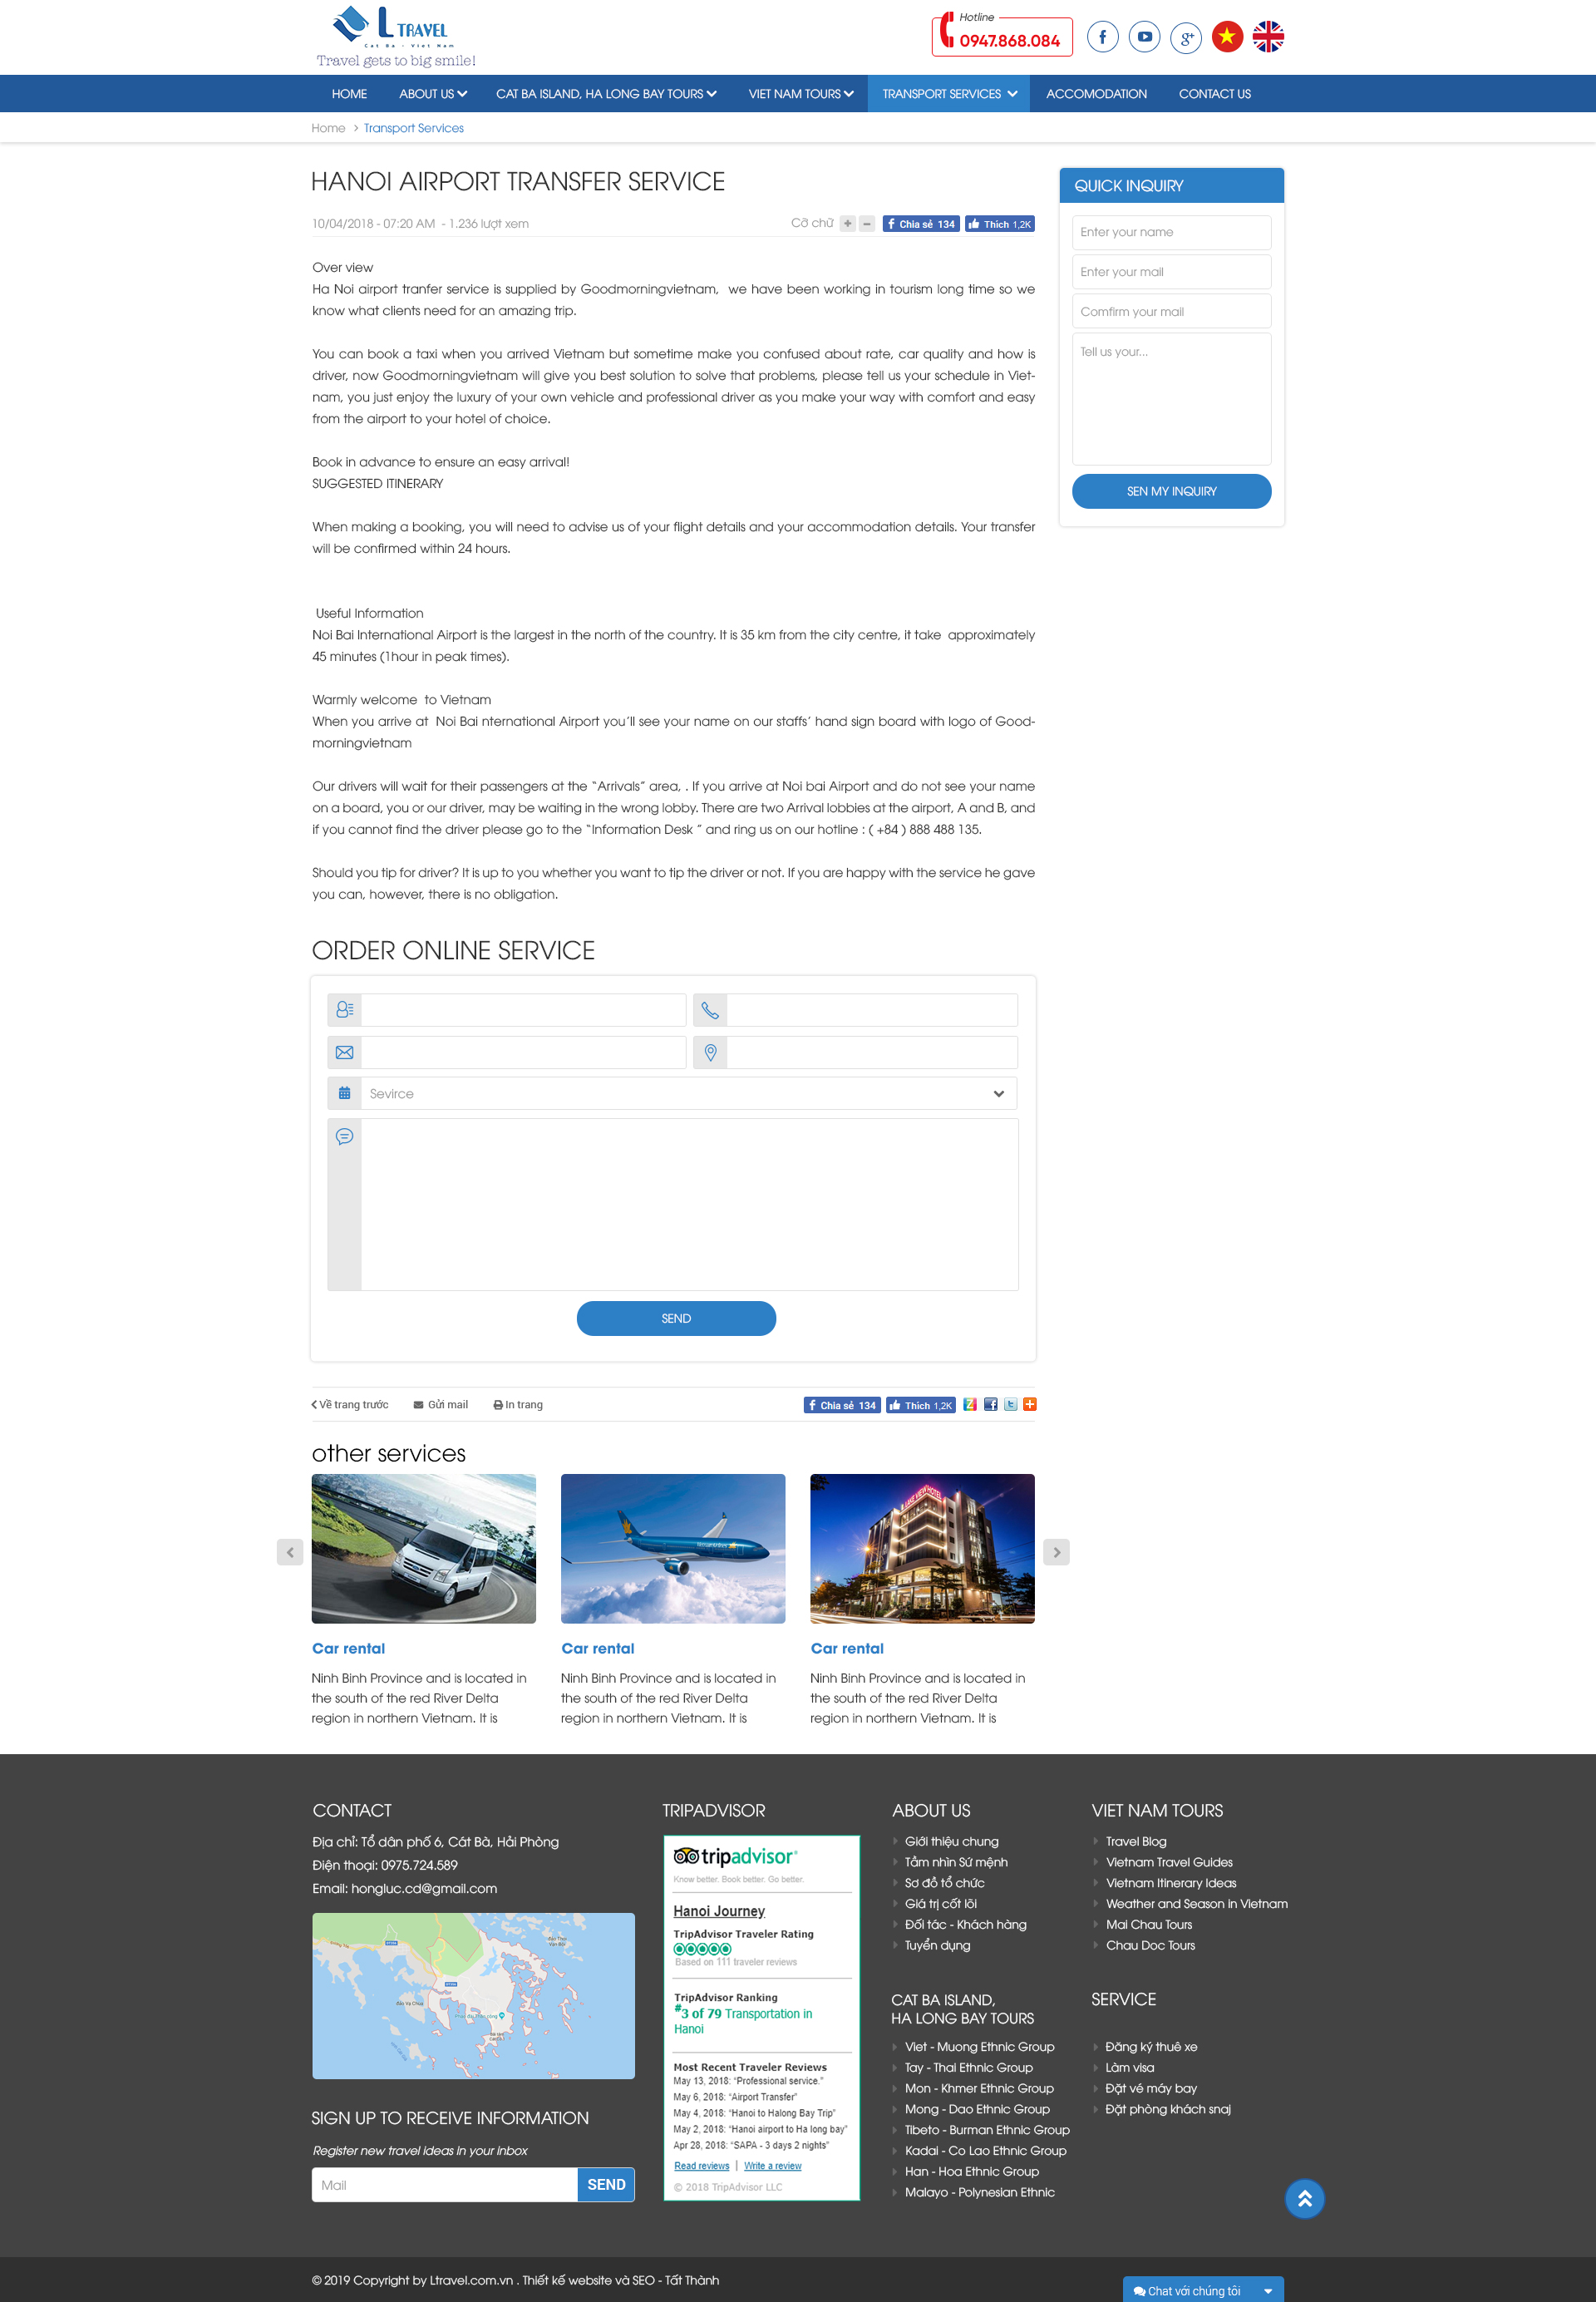 L TRAVEL
Cat Ba - Viet Nam
Travel gets to big smile!
Hotline
0947.868.084
HOME ABOUT US CAT BA ISLAND, HA LONG BAY TOURS VIET NAM TOURS TRANSPORT SERVICES ACCOMODATION CONTACT US
Home > Transport Services
HANOI AIRPORT TRANSFER SERVICE
10/04/2018 - 07:20 AM - 1.236 lượt xem
Cỡ chữ + - Chia sẻ 134 Thích 1,2K
Over view
Ha Noi airport tranfer service is supplied by Goodmorningvietnam, we have been working in tourism long time so we
know what clients need for an amazing trip.
You can book a taxi when you arrived Vietnam but sometime make you confused about rate, car quality and how is
driver, now Goodmorningvietnam will give you best solution to solve that problems, please tell us your schedule in Viet-
nam, you just enjoy the luxury of your own vehicle and professional driver as you make your way with comfort and easy
from the airport to your hotel of choice.
Book in advance to ensure an easy arrival!
SUGGESTED ITINERARY
When making a booking, you will need to advise us of your flight details and your accommodation details. Your transfer
will be confirmed within 24 hours.
Useful Information
Noi Bai International Airport is the largest in the north of the country. It is 35 km from the city centre, it take approximately
45 minutes (1hour in peak times).
Warmly welcome to Vietnam
When you arrive at Noi Bai nternational Airport you'll see your name on our staffs' hand sign board with logo of Good-
morningvietnam
Our drivers will wait for their passengers at the "Arrivals" area, . If you arrive at Noi bai Airport and do not see your name
on a board, you or our driver, may be waiting in the wrong lobby. There are two Arrival lobbies at the airport, A and B, and
if you cannot find the driver please go to the "Information Desk " and ring us on our hotline : ( +84 ) 888 488 135.
Should you tip for driver? It is up to you whether you want to tip the driver or not. If you are happy with the service he gave
you can, however, there is no obligation.
QUICK INQUIRY
Enter your name
Enter your mail
Comfirm your mail
Tell us your...
SEN MY INQUIRY
ORDER ONLINE SERVICE
Sevirce
SEND
Về trang trước Gửi mail In trang
Chia sẻ 134 Thích 1,2K
other services
LAKE VIEW HOTEL
Car rental
Ninh Binh Province and is located in
the south of the red River Delta
region in northern Vietnam. It is
Car rental
Ninh Binh Province and is located in
the south of the red River Delta
region in northern Vietnam. It is
Car rental
Ninh Binh Province and is located in
the south of the red River Delta
region in northern Vietnam. It is
CONTACT
Địa chỉ: Tổ dân phố 6, Cát Bà, Hải Phòng
Điện thoại: 0975.724.589
Email: hongluc.cd@gmail.com
SIGN UP TO RECEIVE INFORMATION
Register new travel ideas in your inbox
Mail
SEND
TRIPADVISOR
tripadvisor
Know better. Book better. Go better.
Hanoi Journey
TripAdvisor Traveler Rating
Based on 111 traveler reviews
TripAdvisor Ranking
#3 of 79 Transportation in
Hanoi
Most Recent Traveler Reviews
May 13, 2018: "Professional service."
May 6, 2018: "Airport Transfer"
May 4, 2018: "Hanoi to Halong Bay Trip"
May 2, 2018: "Hanoi airport to Ha long bay"
Apr 28, 2018: "SAPA - 3 days 2 nights"
Read reviews | Write a review
© 2018 TripAdvisor LLC
ABOUT US
Giới thiệu chung
Tầm nhìn Sứ mệnh
Sơ đồ tổ chức
Giá trị cốt lõi
Đối tác - Khách hàng
Tuyển dụng
VIET NAM TOURS
Travel Blog
Vietnam Travel Guides
Vietnam Itinerary Ideas
Weather and Season in Vietnam
Mai Chau Tours
Chau Doc Tours
CAT BA ISLAND,
HA LONG BAY TOURS
Viet - Muong Ethnic Group
Tay - Thai Ethnic Group
Mon - Khmer Ethnic Group
Mong - Dao Ethnic Group
Tibeto - Burman Ethnic Group
Kadai - Co Lao Ethnic Group
Han - Hoa Ethnic Group
Malayo - Polynesian Ethnic
SERVICE
Đăng ký thuê xe
Làm visa
Đặt vé máy bay
Đặt phòng khách snaj
© 2019 Copyright by Ltravel.com.vn . Thiết kế website và SEO - Tất Thành
Chat với chúng tôi